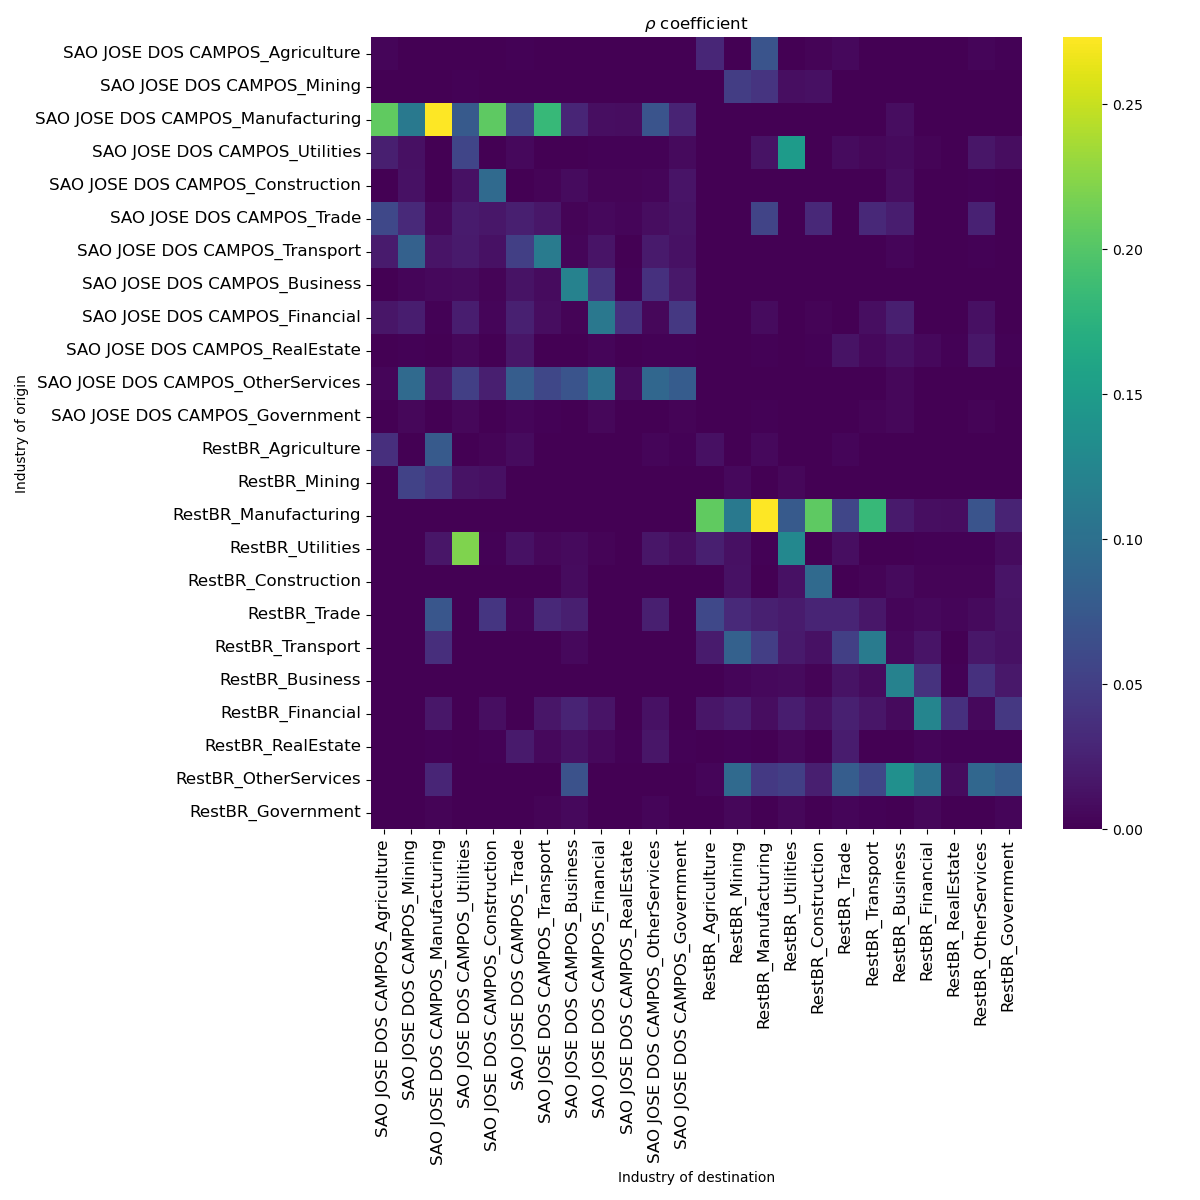 ρ coefficient
SAO JOSE DOS CAMPOS_Agriculture
SAO JOSE DOS CAMPOS_Mining
SAO JOSE DOS CAMPOS_Manufacturing
SAO JOSE DOS CAMPOS_Utilities
SAO JOSE DOS CAMPOS_Construction
SAO JOSE DOS CAMPOS_Trade
SAO JOSE DOS CAMPOS_Transport
SAO JOSE DOS CAMPOS_Business
SAO JOSE DOS CAMPOS_Financial
SAO JOSE DOS CAMPOS_RealEstate
SAO JOSE DOS CAMPOS_OtherServices
SAO JOSE DOS CAMPOS_Government
RestBR_Agriculture
RestBR_Mining
RestBR_Manufacturing
RestBR_Utilities
RestBR_Construction
RestBR_Trade
RestBR_Transport
RestBR_Business
RestBR_Financial
RestBR_RealEstate
RestBR_OtherServices
RestBR_Government
Industry of origin
SAO JOSE DOS CAMPOS_Agriculture
SAO JOSE DOS CAMPOS_Mining
SAO JOSE DOS CAMPOS_Manufacturing
SAO JOSE DOS CAMPOS_Utilities
SAO JOSE DOS CAMPOS_Construction
SAO JOSE DOS CAMPOS_Trade
SAO JOSE DOS CAMPOS_Transport
SAO JOSE DOS CAMPOS_Business
SAO JOSE DOS CAMPOS_Financial
SAO JOSE DOS CAMPOS_RealEstate
SAO JOSE DOS CAMPOS_OtherServices
SAO JOSE DOS CAMPOS_Government
RestBR_Agriculture
RestBR_Mining
RestBR_Manufacturing
RestBR_Utilities
RestBR_Construction
RestBR_Trade
RestBR_Transport
RestBR_Business
RestBR_Financial
RestBR_RealEstate
RestBR_OtherServices
RestBR_Government
Industry of destination
0.25
0.20
0.15
0.10
0.05
0.00